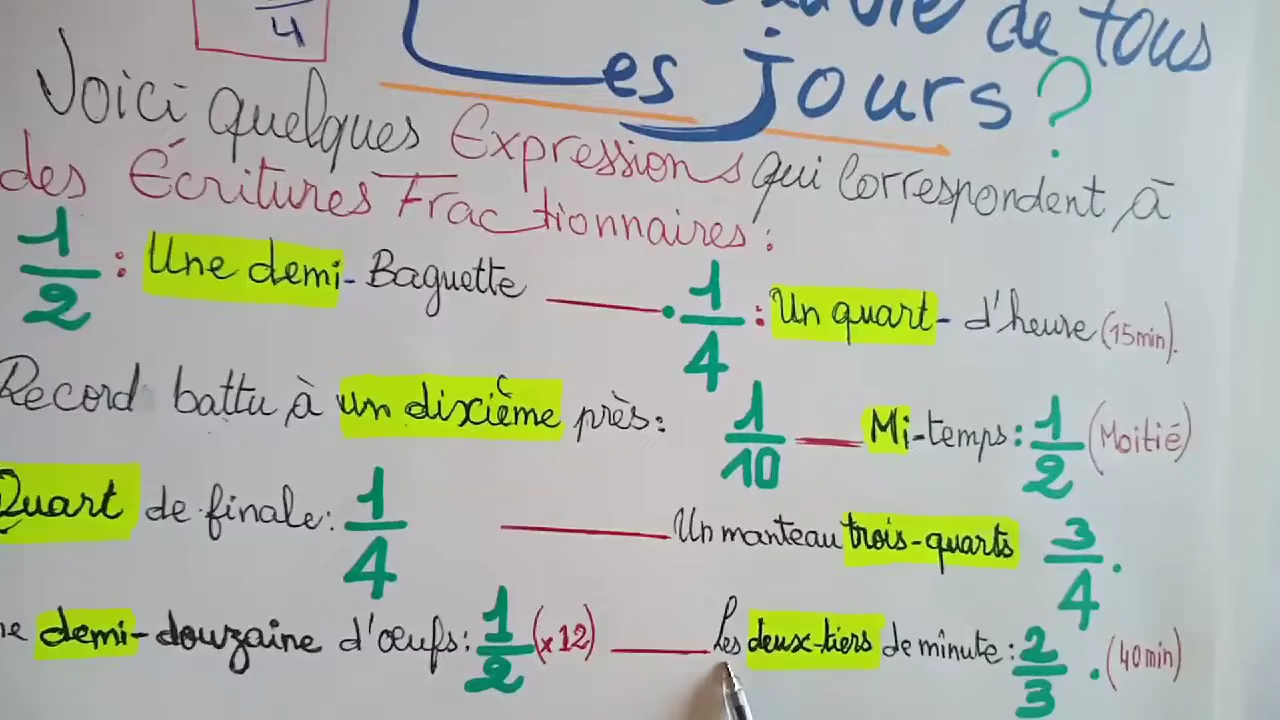 4
de tous
Les jours ?
Voici quelques Expressions qui correspondent à
des Écritures Fractionnaires :
1/2 : Une demi-Baguette — 1/4 : Un quart-d'heure (15min).
Record battu à un dixième près : 1/10 — Mi-temps : 1/2 (Moitié)
Quart de finale : 1/4 — Un manteau trois-quarts 3/4.
demi-douzaine d'œufs : 1/2 (x12) — Les deux-tiers de minute : 2/3. (40min)